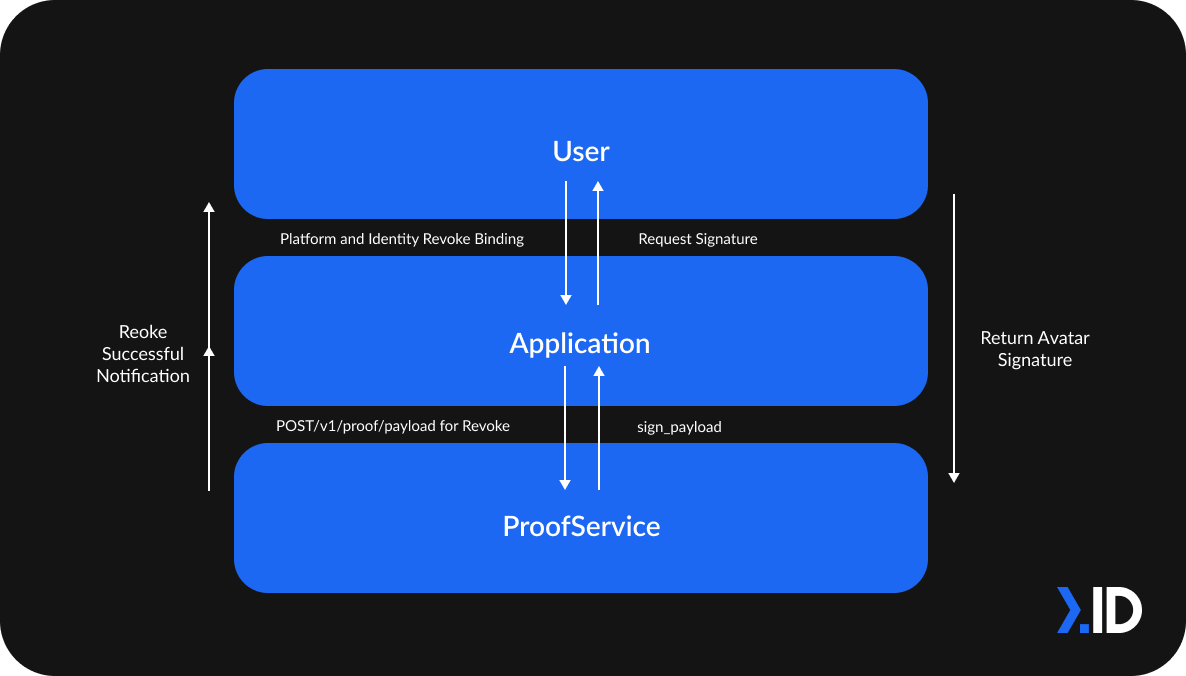 User
Platform and Identity Revoke Binding
Request Signature
Application
Reoke
Successful
Notification
Return Avatar
Signature
POST/v1/proof/payload for Revoke
sign_payload
ProofService
.ID